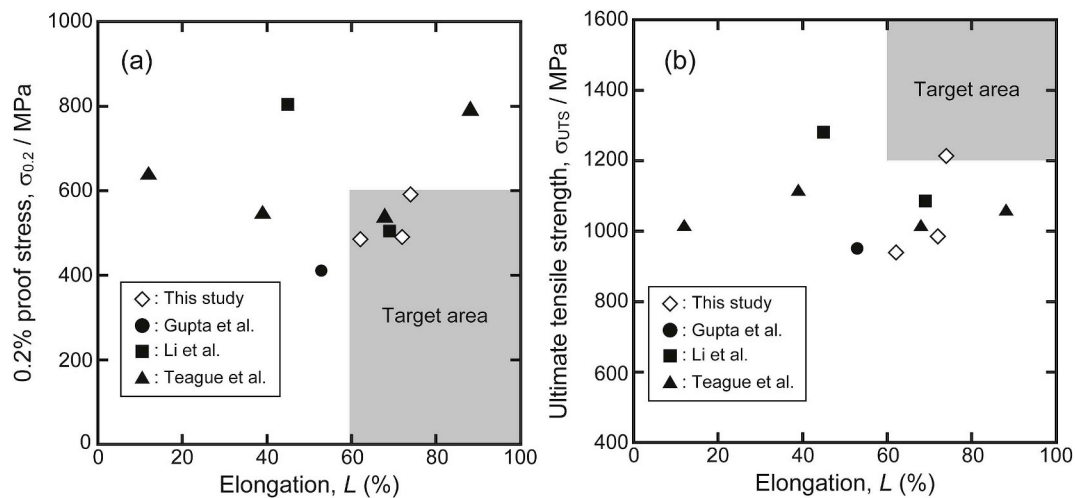 (a)
0.2% proof stress, σ0.2 / MPa
1000
800
600
400
200
0
Target area
◇ : This study
● : Gupta et al.
■ : Li et al.
▲ : Teague et al.
0 20 40 60 80 100
Elongation, L (%)
(b)
Ultimate tensile strength, σUTS / MPa
1600
1400
1200
1000
800
600
400
Target area
◇ : This study
● : Gupta et al.
■ : Li et al.
▲ : Teague et al.
0 20 40 60 80 100
Elongation, L (%)